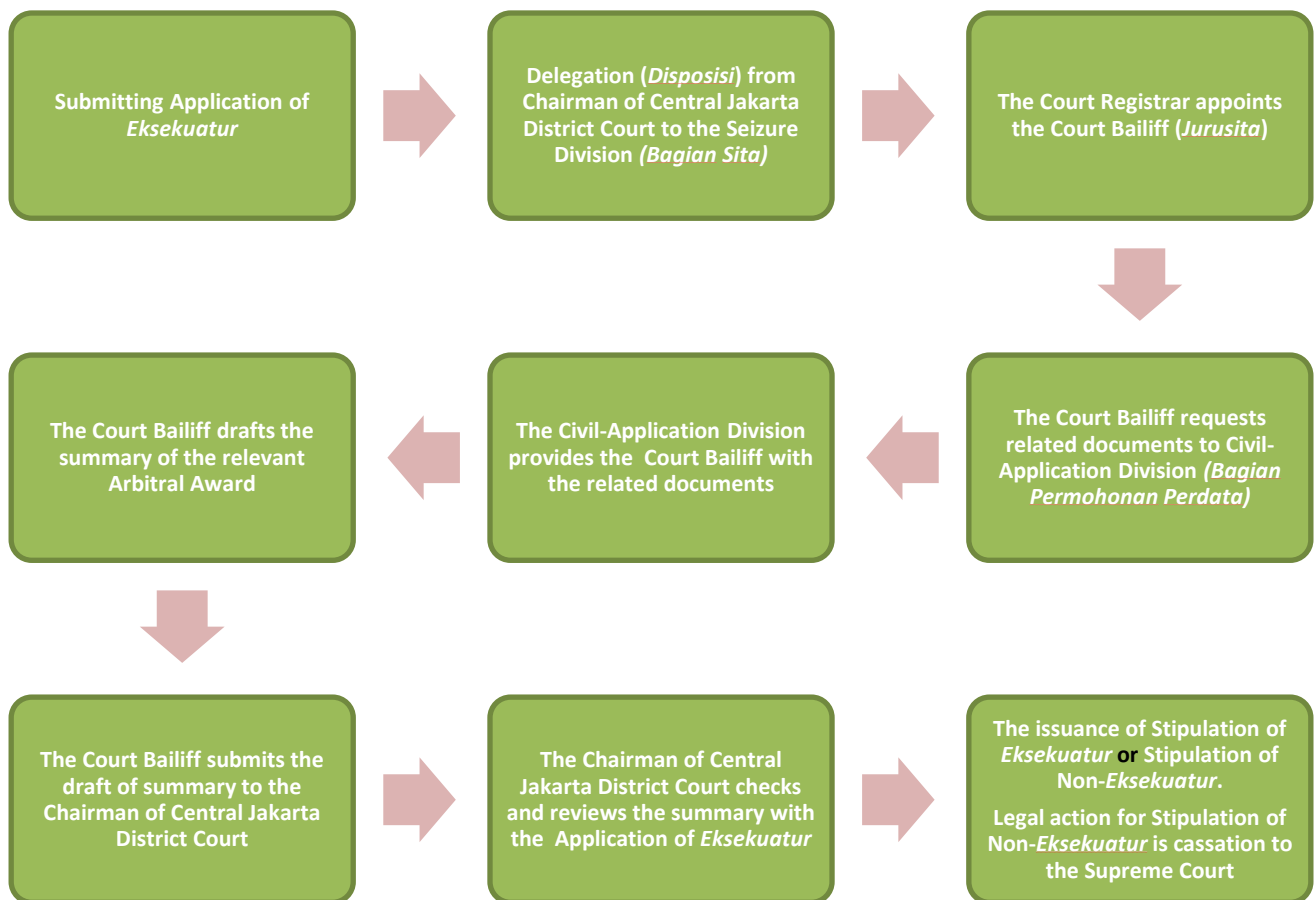 Submitting Application of
Eksekuatur
Delegation (Disposisi) from
Chairman of Central Jakarta
District Court to the Seizure
Division (Bagian Sita)
The Court Registrar appoints
the Court Bailiff (Jurusita)
The Court Bailiff requests
related documents to Civil-
Application Division (Bagian
Permohonan Perdata)
The Civil-Application Division
provides the Court Bailiff with
the related documents
The Court Bailiff drafts the
summary of the relevant
Arbitral Award
The Court Bailiff submits the
draft of summary to the
Chairman of Central Jakarta
District Court
The Chairman of Central
Jakarta District Court checks
and reviews the summary with
the Application of Eksekuatur
The issuance of Stipulation of
Eksekuatur or Stipulation of
Non-Eksekuatur.
Legal action for Stipulation of
Non-Eksekuatur is cassation to
the Supreme Court